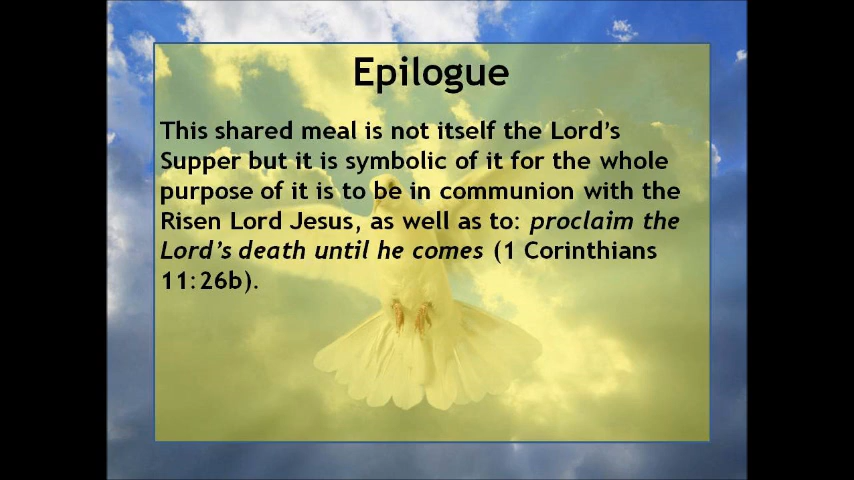 Epilogue
This shared meal is not itself the Lord’s
Supper but it is symbolic of it for the whole
purpose of it is to be in communion with the
Risen Lord Jesus, as well as to: proclaim the
Lord’s death until he comes (1 Corinthians
11:26b).